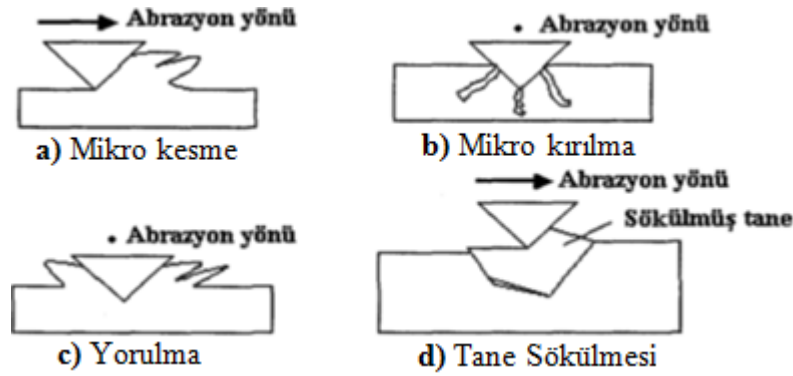 Abrazyon yönü
a) Mikro kesme
Abrazyon yönü
b) Mikro kırılma
Abrazyon yönü
c) Yorulma
Abrazyon yönü
Sökülmüş tane
d) Tane Sökülmesi